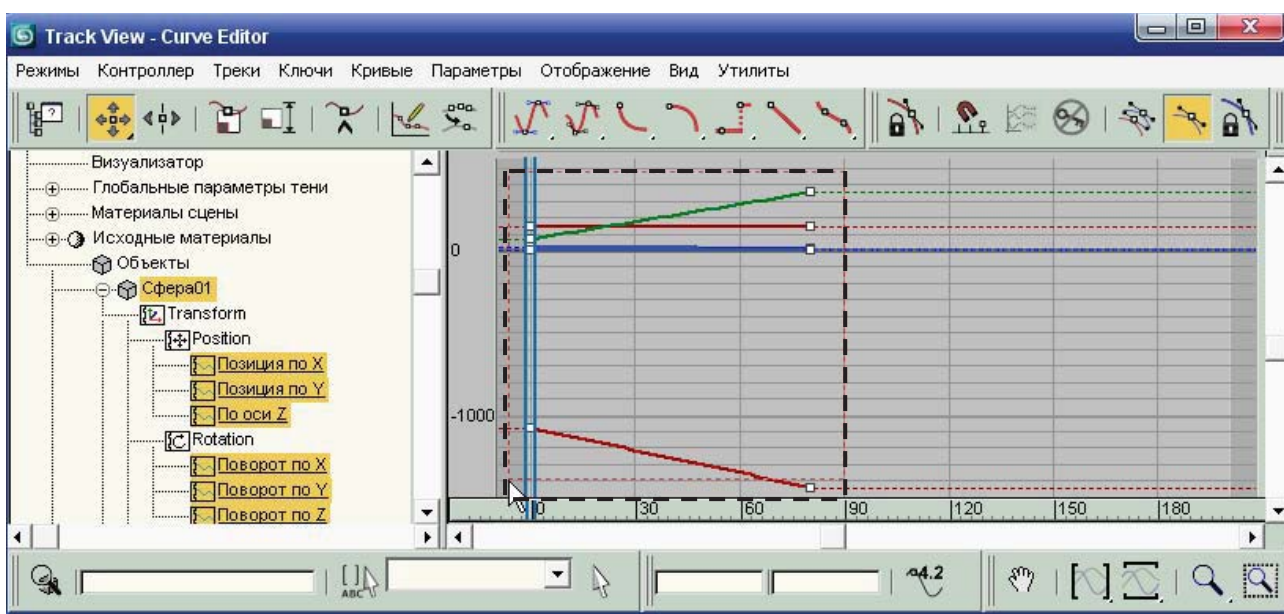 Track View - Curve Editor
Режимы Контроллер Треки Ключи Кривые Параметры Отображение Вид Утилиты
Визуализатор
Глобальные параметры тени
Материалы сцены
Исходные материалы
Объекты
Сфера01
Transform
Position
Позиция по X
Позиция по Y
По оси Z
Rotation
Поворот по X
Поворот по Y
Поворот по Z
0
-1000
0 30 60 90 120 150 180
ABC
4.2